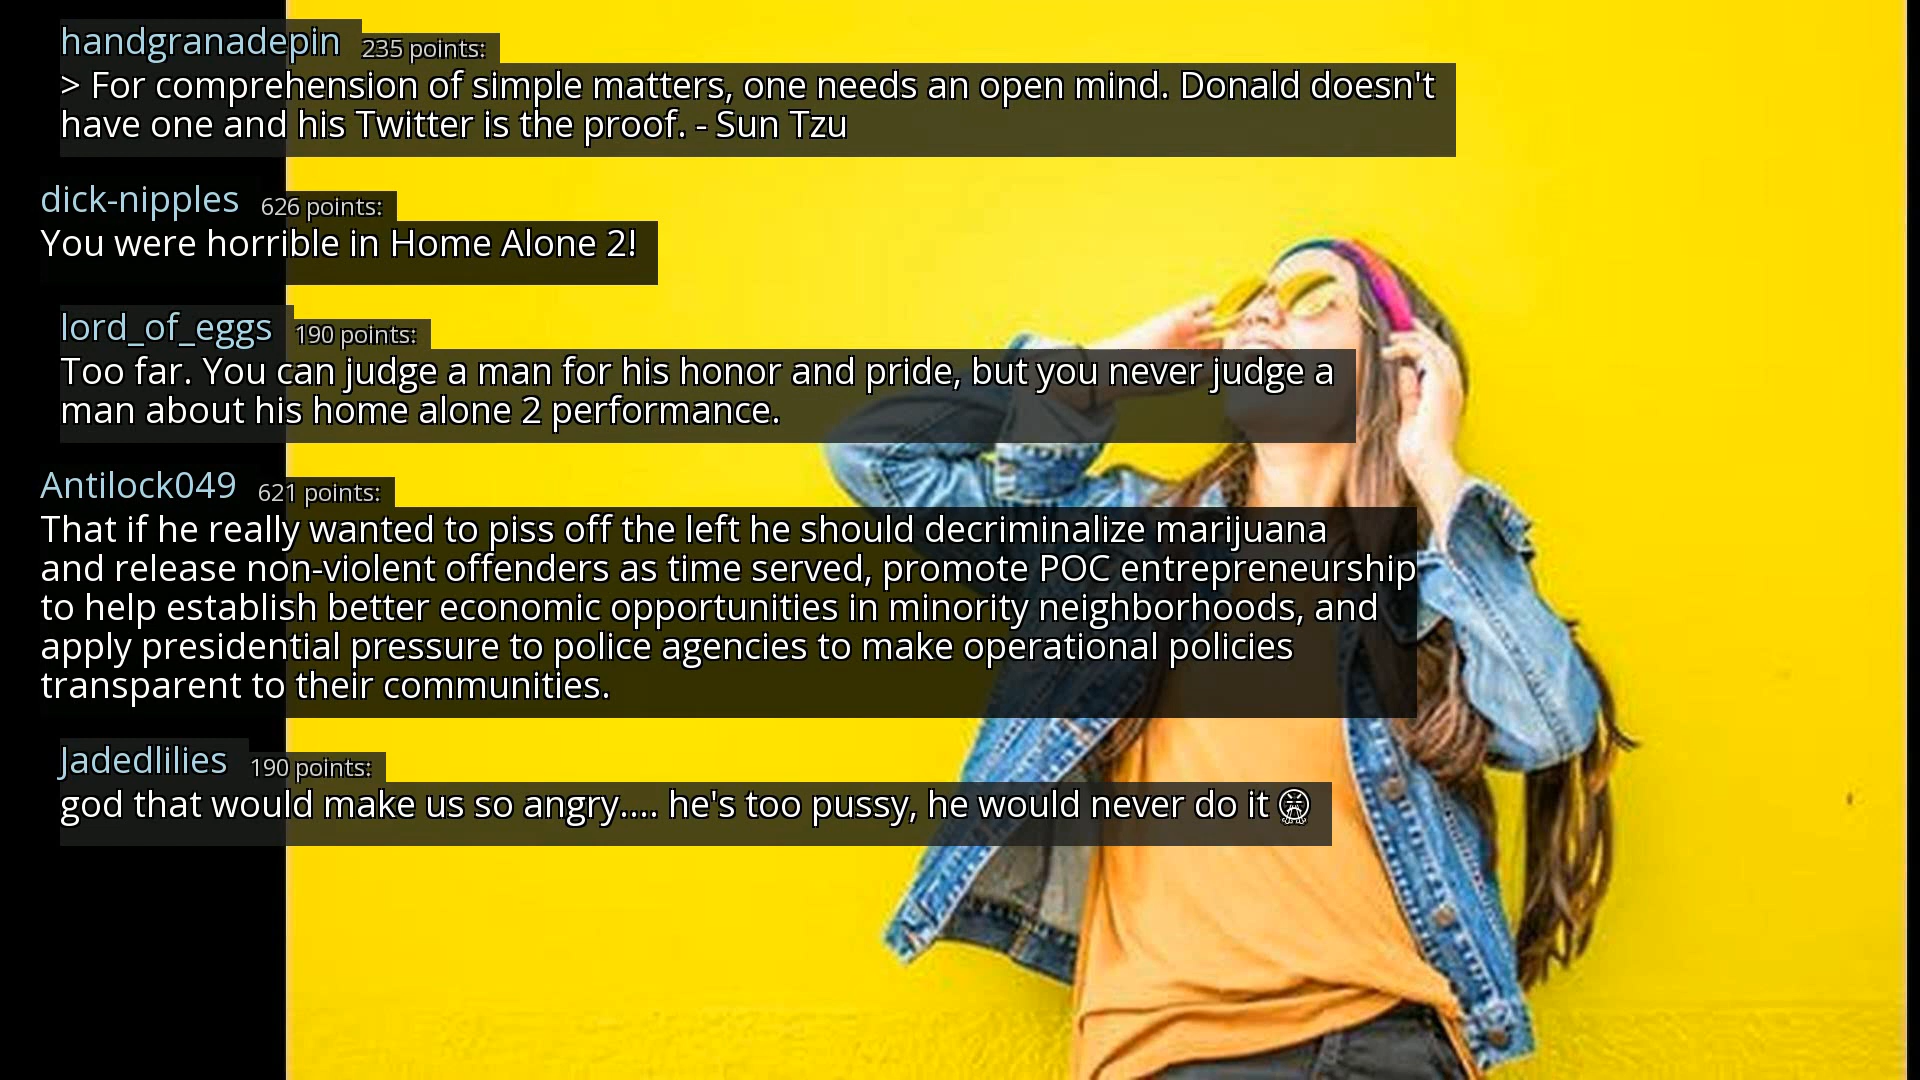 handgranadepin 235 points:
> For comprehension of simple matters, one needs an open mind. Donald doesn't
have one and his Twitter is the proof. - Sun Tzu
dick-nipples 626 points:
You were horrible in Home Alone 2!
lord_of_eggs 190 points:
Too far. You can judge a man for his honor and pride, but you never judge a
man about his home alone 2 performance.
Antilock049 621 points:
That if he really wanted to piss off the left he should decriminalize marijuana
and release non-violent offenders as time served, promote POC entrepreneurship
to help establish better economic opportunities in minority neighborhoods, and
apply presidential pressure to police agencies to make operational policies
transparent to their communities.
Jadedlilies 190 points:
god that would make us so angry.... he's too pussy, he would never do it 😤